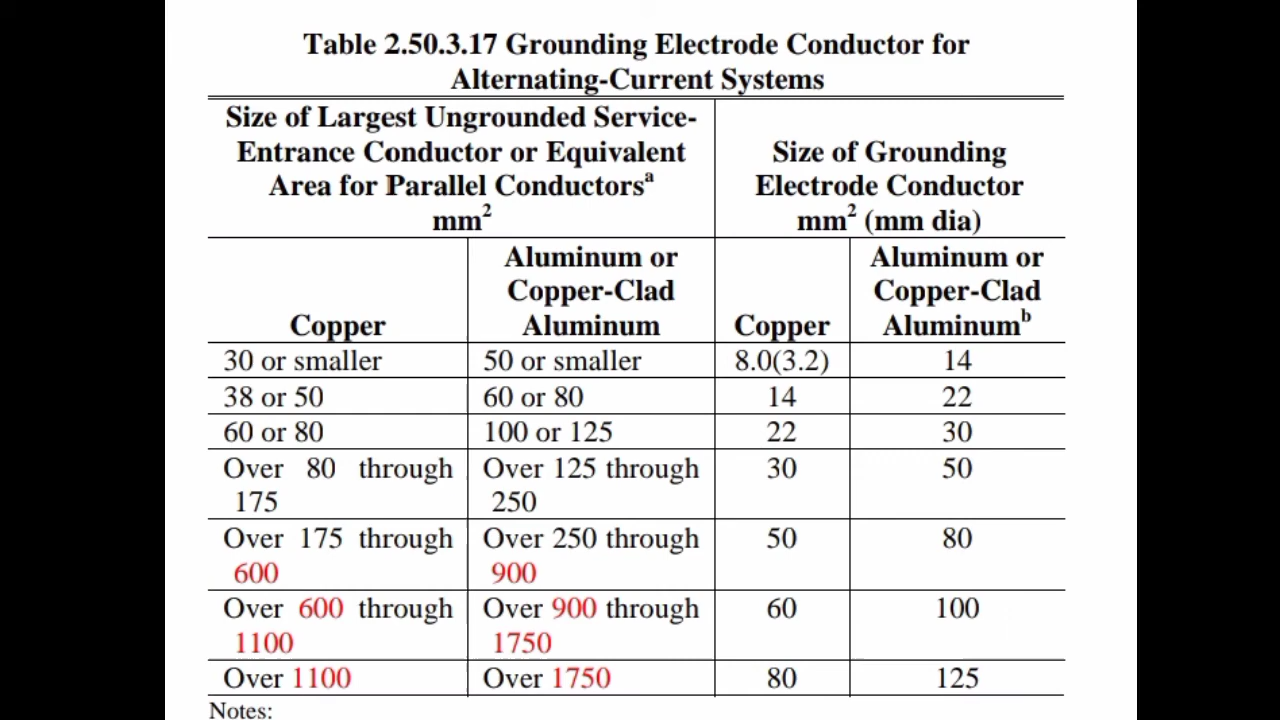 Table 2.50.3.17 Grounding Electrode Conductor for
Alternating-Current Systems
Size of Largest Ungrounded Service-
Entrance Conductor or Equivalent
Area for Parallel Conductorsᵃ
mm²
Size of Grounding
Electrode Conductor
mm² (mm dia)
Copper
Aluminum or
Copper-Clad
Aluminum
Copper
Aluminum or
Copper-Clad
Aluminumᵇ
30 or smaller 50 or smaller 8.0(3.2) 14
38 or 50 60 or 80 14 22
60 or 80 100 or 125 22 30
Over 80 through
175
Over 125 through
250
30 50
Over 175 through
600
Over 250 through
900
50 80
Over 600 through
1100
Over 900 through
1750
60 100
Over 1100 Over 1750 80 125
Notes: